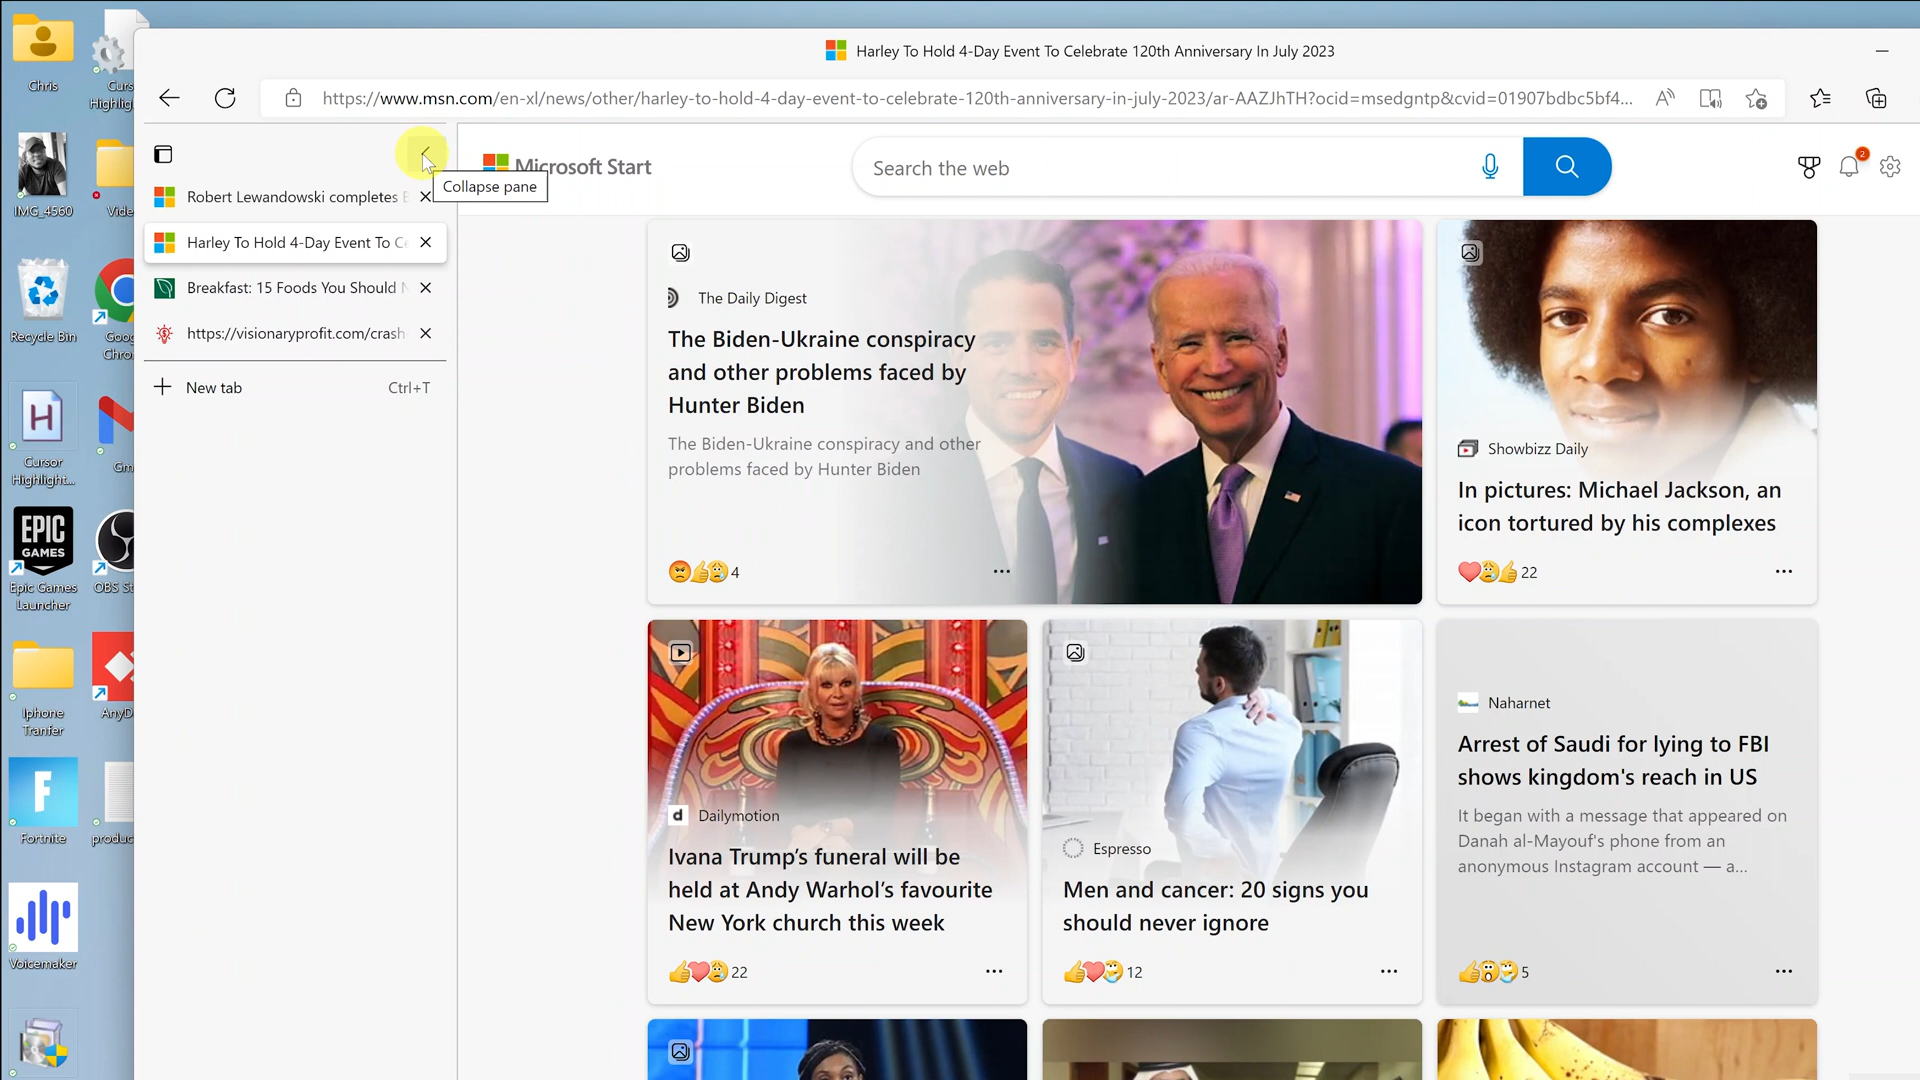 Chris
IMG_4560
Recycle Bin
Cursor
Highlight...
Epic Games
Launcher
EPIC
GAMES
Iphone
Tranfer
Fortnite
Voicemaker
Harley To Hold 4-Day Event To Celebrate 120th Anniversary In July 2023
https://www.msn.com/en-xl/news/other/harley-to-hold-4-day-event-to-celebrate-120th-anniversary-in-july-2023/ar-AAZJhTH?ocid=msedgntp&cvid=01907bdbc5bf4...
Collapse pane
Robert Lewandowski completes
Harley To Hold 4-Day Event To
Breakfast: 15 Foods You Should
https://visionaryprofit.com/crash
New tab
Ctrl+T
Microsoft Start
Search the web
2
The Daily Digest
The Biden-Ukraine conspiracy
and other problems faced by
Hunter Biden
The Biden-Ukraine conspiracy and other
problems faced by Hunter Biden
4
Showbizz Daily
In pictures: Michael Jackson, an
icon tortured by his complexes
22
Dailymotion
Ivana Trump's funeral will be
held at Andy Warhol's favourite
New York church this week
22
Espresso
Men and cancer: 20 signs you
should never ignore
12
Naharnet
Arrest of Saudi for lying to FBI
shows kingdom's reach in US
It began with a message that appeared on
Danah al-Mayouf's phone from an
anonymous Instagram account — a...
5